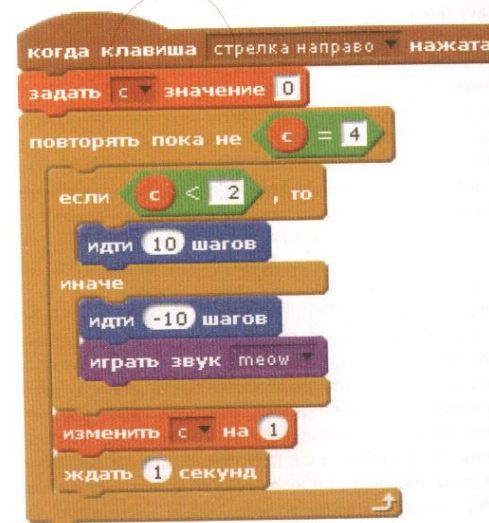 когда клавиша стрелка направо нажата
задать с значение 0
повторять пока не с = 4
если с < 2 , то
идти 10 шагов
иначе
идти -10 шагов
играть звук meow
изменить с на 1
ждать 1 секунд